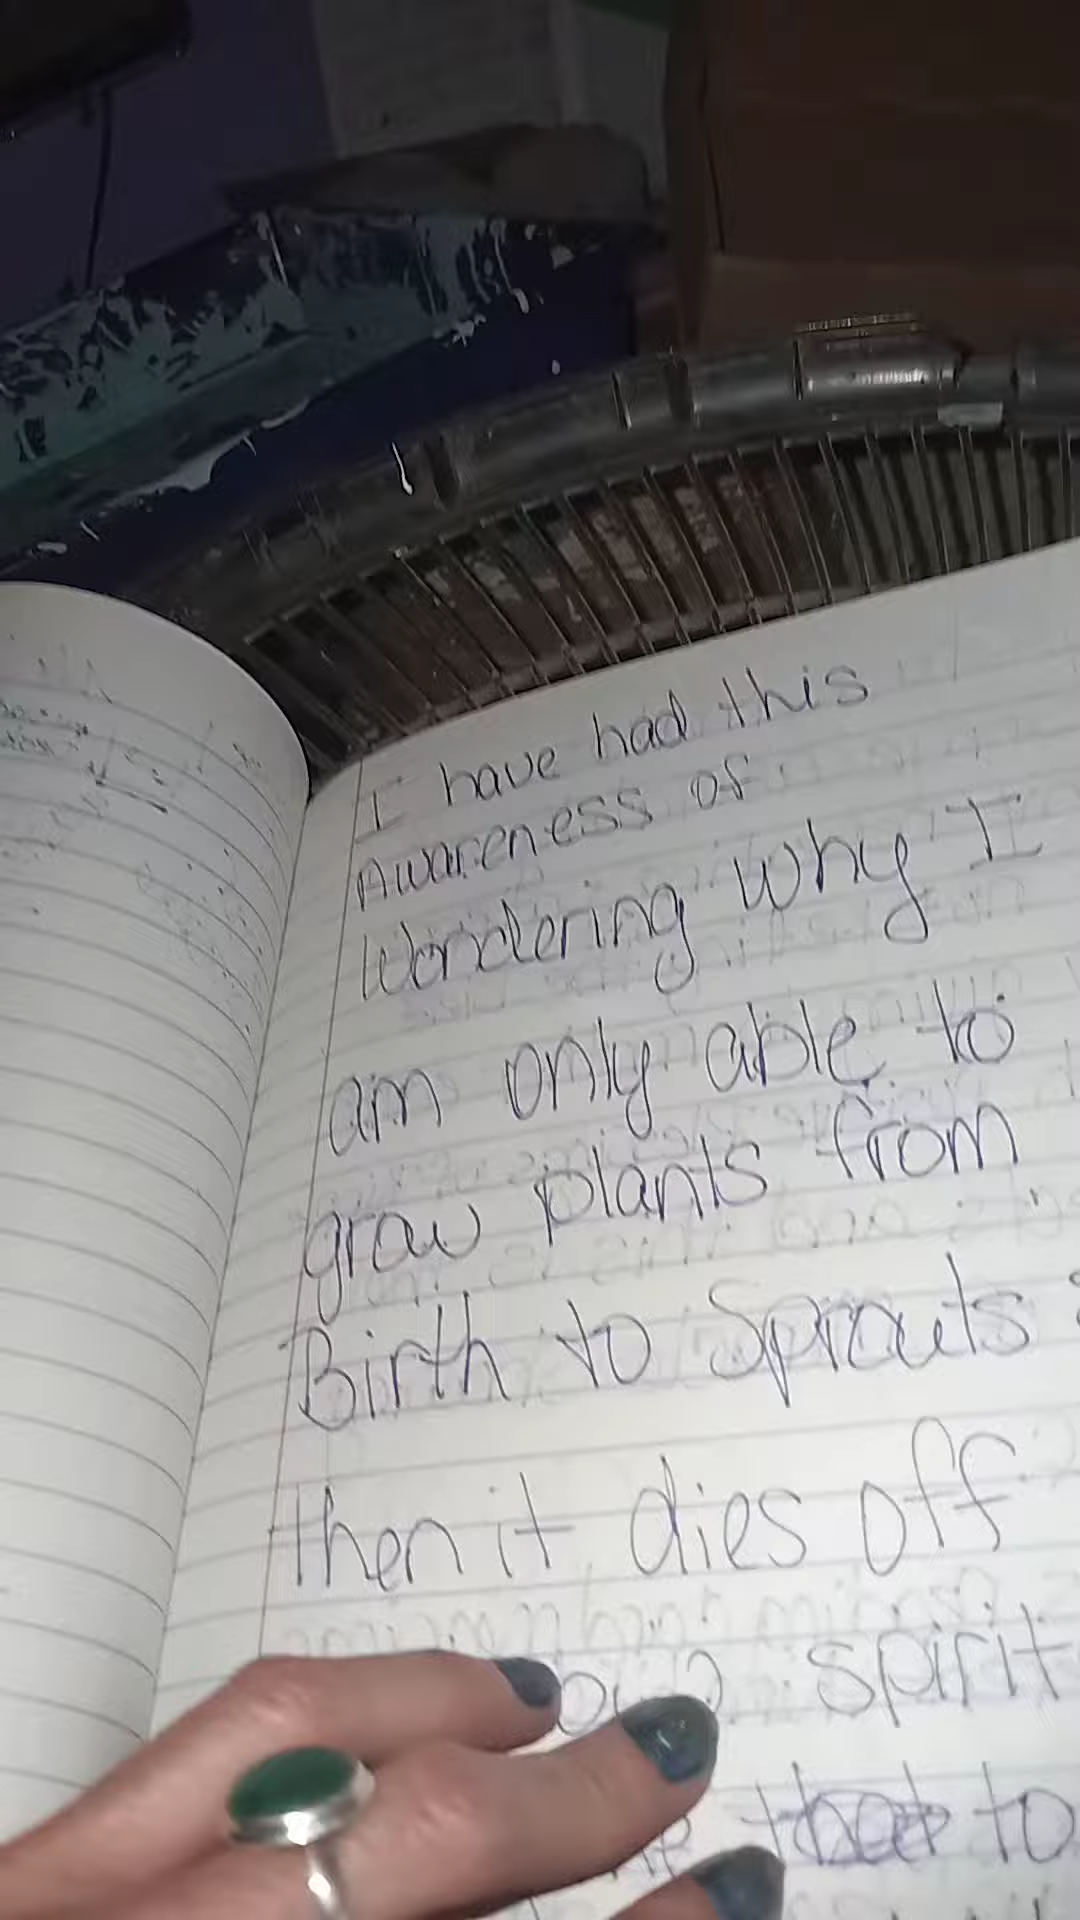 I have had this
Awareness of
Wondering why I
am only able to
grow plants from
Birth to Sprouts
then it dies off
spirit
to